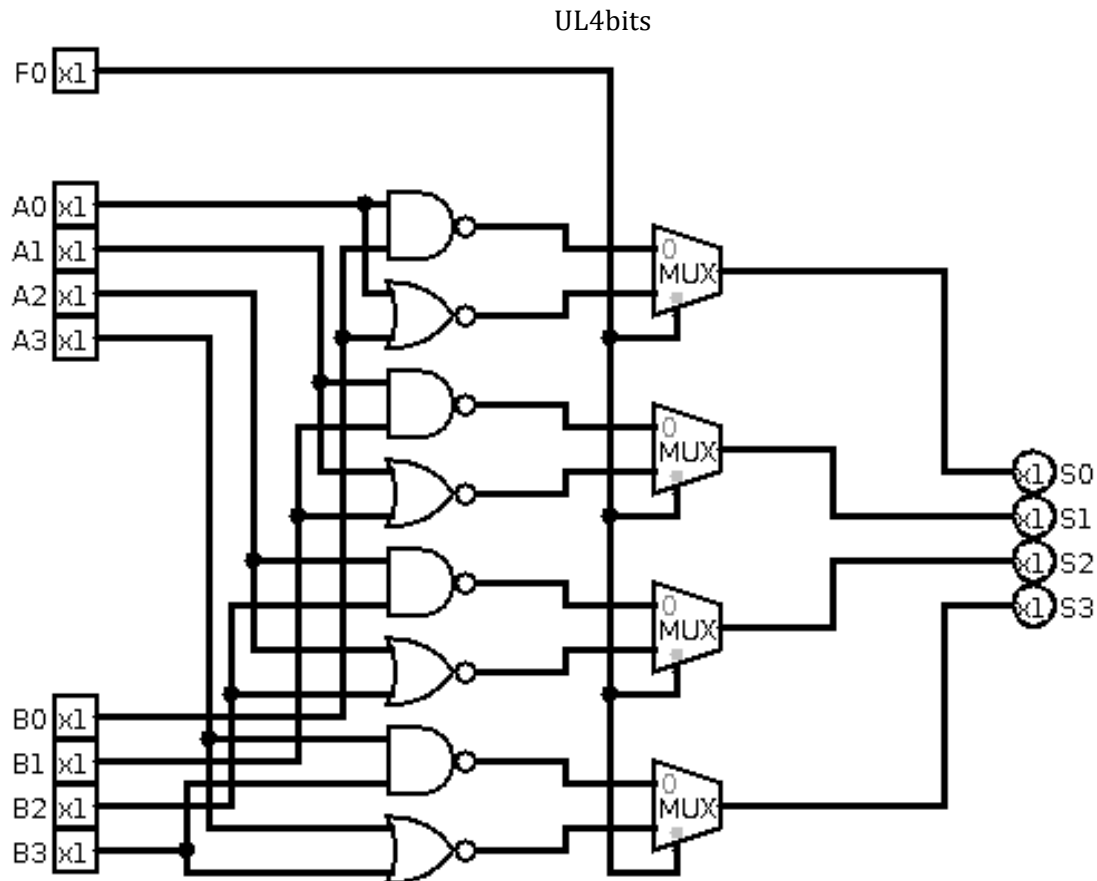 UL4bits
F0 x1
A0 x1
A1 x1
A2 x1
A3 x1
0
MUX
0
MUX
x1 S0
x1 S1
x1 S2
x1 S3
0
MUX
B0 x1
B1 x1
B2 x1
B3 x1
0
MUX